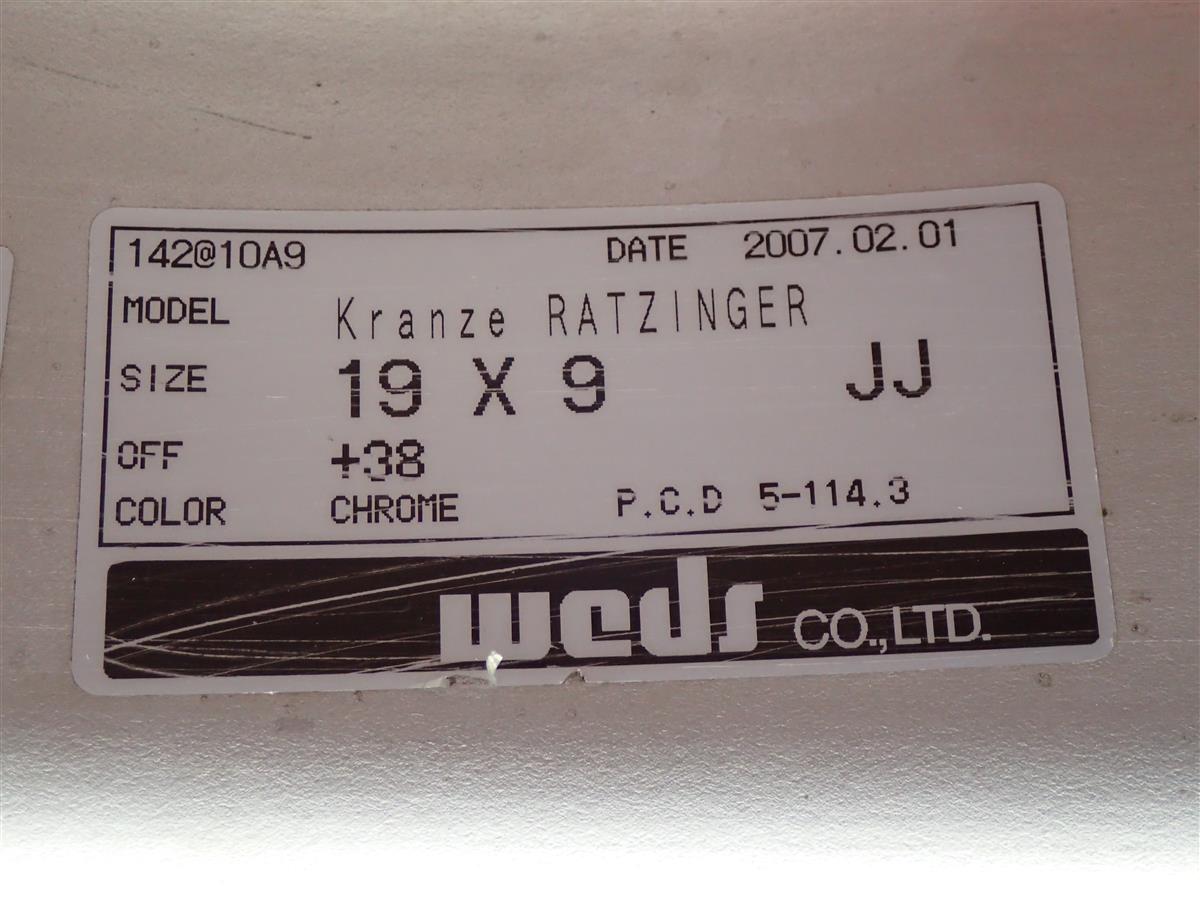 142@10A9 DATE 2007.02.01
MODEL Kranze RATZINGER
SIZE 19 X 9 JJ
OFF +38
COLOR CHROME P.C.D 5-114.3
weds CO.,LTD.